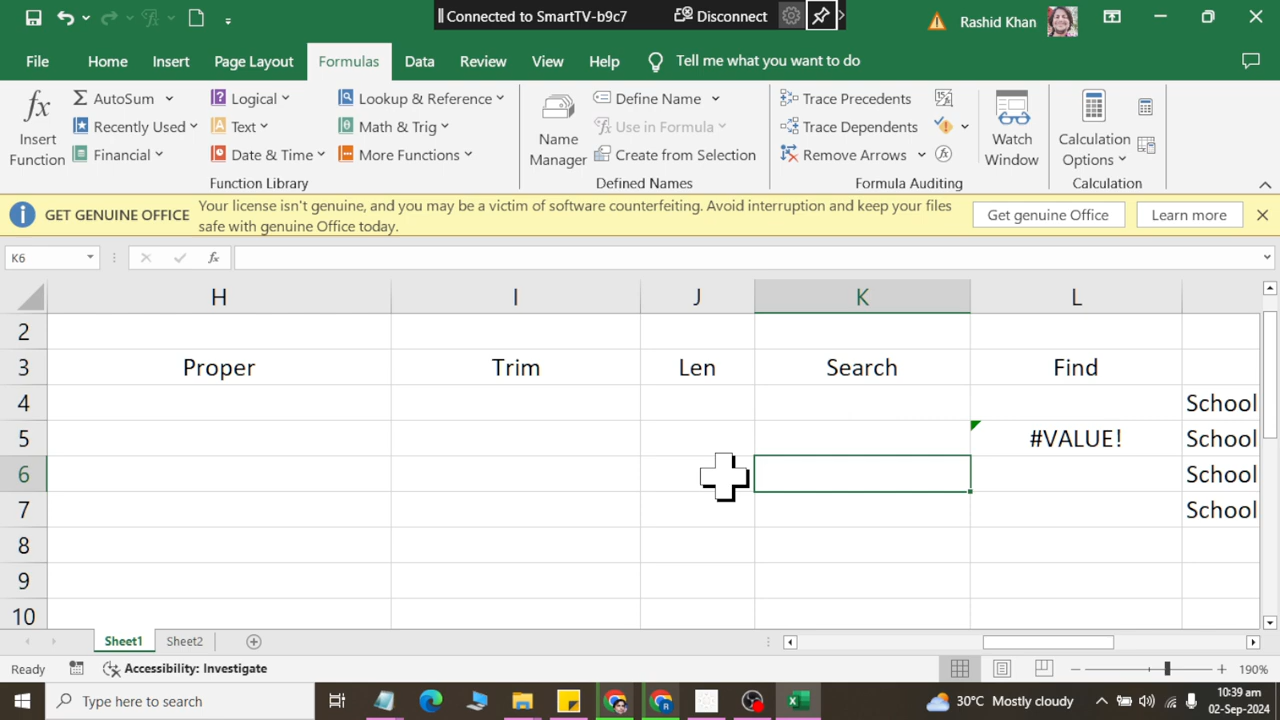 Connected to SmartTV-b9c7 Disconnect
Rashid Khan
File Home Insert Page Layout Formulas Data Review View Help Tell me what you want to do
fx Insert Function
AutoSum
Recently Used
Financial
Logical
Text
Date & Time
Lookup & Reference
Math & Trig
More Functions
Function Library
Name Manager
Define Name
Use in Formula
Create from Selection
Defined Names
Trace Precedents
Trace Dependents
Remove Arrows
Formula Auditing
Watch Window
Calculation Options
Calculation
GET GENUINE OFFICE Your license isn't genuine, and you may be a victim of software counterfeiting. Avoid interruption and keep your files
safe with genuine Office today.
Get genuine Office Learn more
K6 fx
H I J K L
2
3 Proper Trim Len Search Find
4 School
5 #VALUE! School
6 School
7 School
8
9
10
Sheet1 Sheet2
Ready Accessibility: Investigate 190%
Type here to search 30°C Mostly cloudy 10:39 am
02-Sep-2024